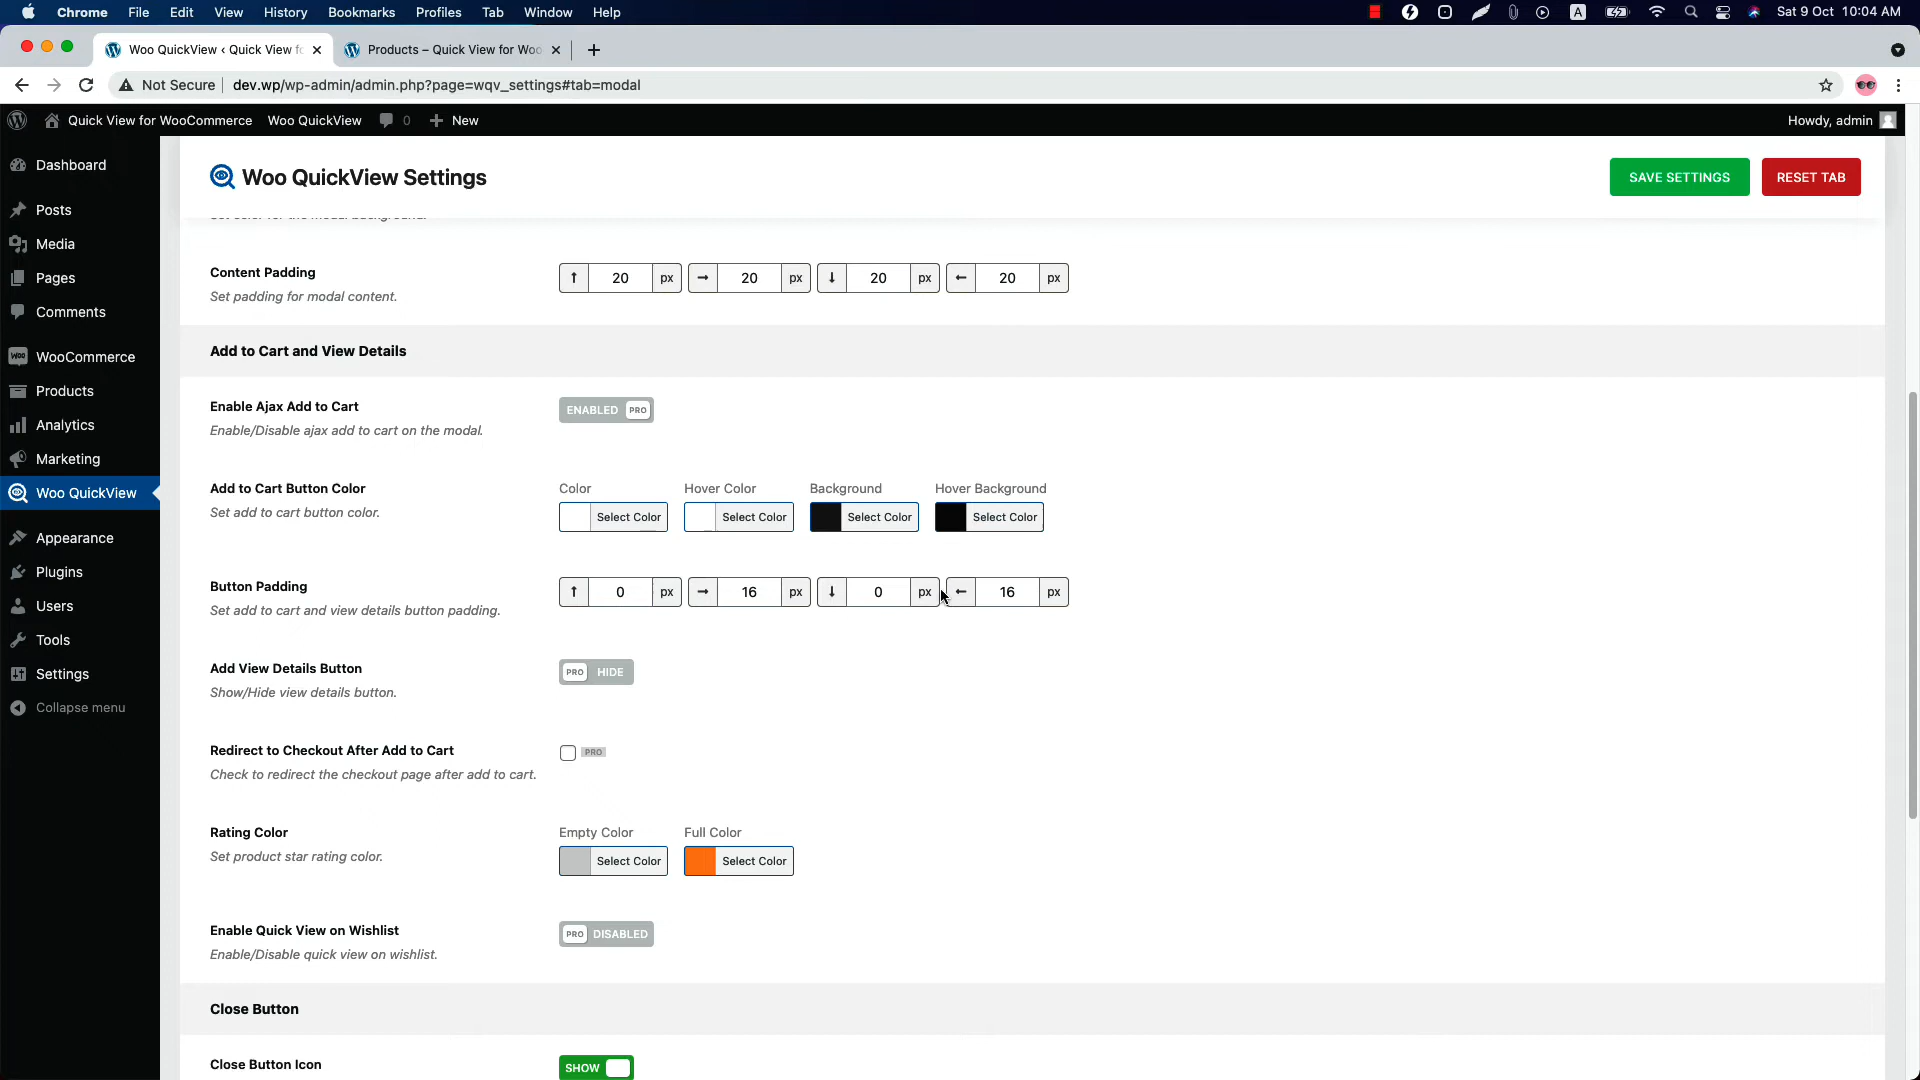 Chrome File Edit View History Bookmarks Profiles Tab Window Help A Sat 9 Oct 10:04 AM
Woo QuickView ‹ Quick View fo Products – Quick View for Woo
Not Secure dev.wp/wp-admin/admin.php?page=wqv_settings#tab=modal
Quick View for WooCommerce Woo QuickView 0 New Howdy, admin
Dashboard
Posts
Media
Pages
Comments
WooCommerce
Products
Analytics
Marketing
Woo QuickView
Appearance
Plugins
Users
Tools
Settings
Collapse menu
Woo QuickView Settings
SAVE SETTINGS RESET TAB
Set color for the modal background.
Content Padding
Set padding for modal content.
20 px 20 px 20 px 20 px
Add to Cart and View Details
Enable Ajax Add to Cart
Enable/Disable ajax add to cart on the modal.
ENABLED PRO
Add to Cart Button Color
Set add to cart button color.
Color Hover Color Background Hover Background
Select Color Select Color Select Color Select Color
Button Padding
Set add to cart and view details button padding.
0 px 16 px 0 px 16 px
Add View Details Button
Show/Hide view details button.
PRO HIDE
Redirect to Checkout After Add to Cart
Check to redirect the checkout page after add to cart.
PRO
Rating Color
Set product star rating color.
Empty Color Full Color
Select Color Select Color
Enable Quick View on Wishlist
Enable/Disable quick view on wishlist.
PRO DISABLED
Close Button
Close Button Icon
SHOW